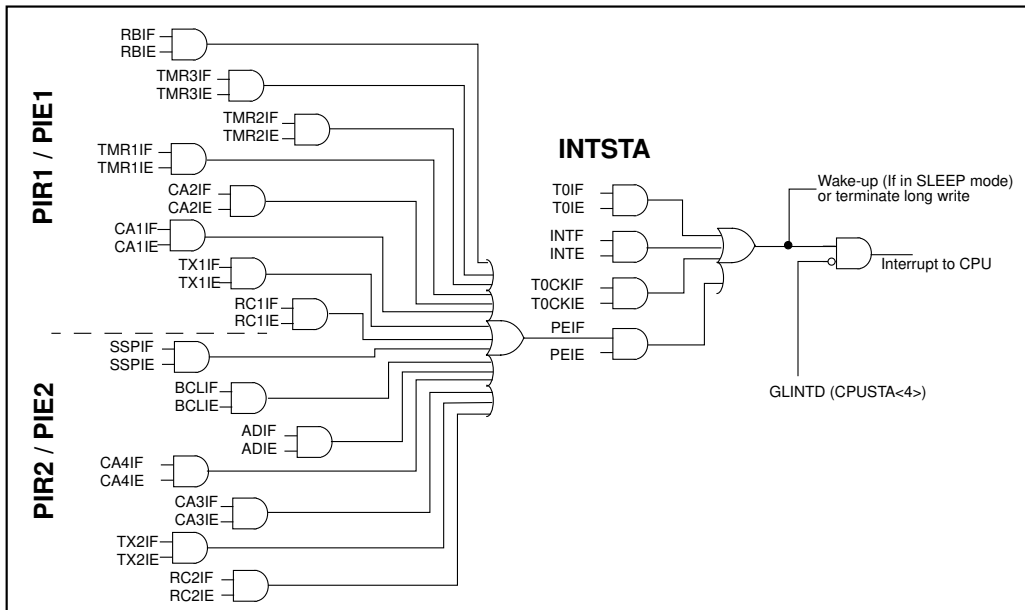 PIR1 / PIE1
RBIF
RBIE
TMR3IF
TMR3IE
TMR2IF
TMR2IE
TMR1IF
TMR1IE
CA2IF
CA2IE
CA1IF
CA1IE
TX1IF
TX1IE
RC1IF
RC1IE
PIR2 / PIE2
SSPIF
SSPIE
BCLIF
BCLIE
ADIF
ADIE
CA4IF
CA4IE
CA3IF
CA3IE
TX2IF
TX2IE
RC2IF
RC2IE
INTSTA
T0IF
T0IE
INTF
INTE
T0CKIF
T0CKIE
PEIF
PEIE
Wake-up (If in SLEEP mode)
or terminate long write
Interrupt to CPU
GLINTD (CPUSTA<4>)